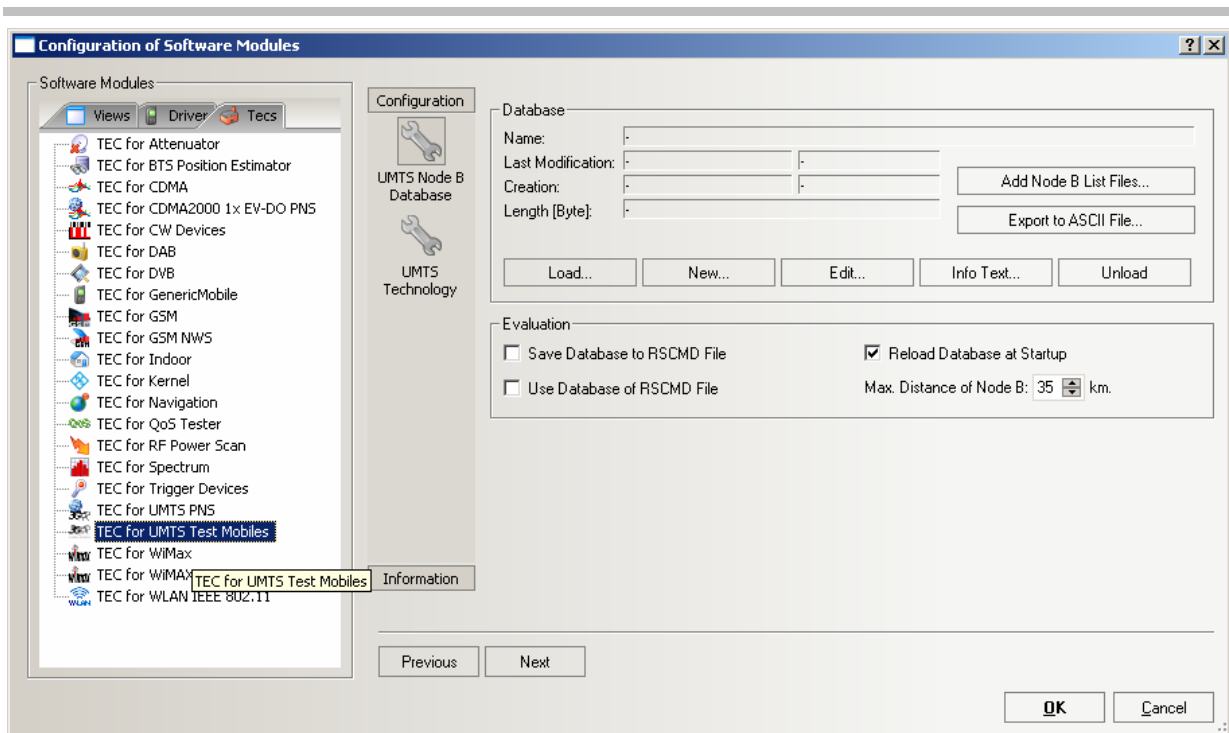 Configuration of Software Modules
Software Modules
Views
Driver
Tecs
TEC for Attenuator
TEC for BTS Position Estimator
TEC for CDMA
TEC for CDMA2000 1x EV-DO PNS
TEC for CW Devices
TEC for DAB
TEC for DVB
TEC for GenericMobile
TEC for GSM
TEC for GSM NWS
TEC for Indoor
TEC for Kernel
TEC for Navigation
TEC for QoS Tester
TEC for RF Power Scan
TEC for Spectrum
TEC for Trigger Devices
TEC for UMTS PNS
TEC for UMTS Test Mobiles
TEC for WiMax
TEC for WiMAX
TEC for UMTS Test Mobiles
TEC for WLAN IEEE 802.11
Configuration
UMTS Node B
Database
UMTS
Technology
Information
Database
Name: -
Last Modification: - -
Creation: - -
Length [Byte]: -
Add Node B List Files...
Export to ASCII File...
Load... New... Edit... Info Text... Unload
Evaluation
Save Database to RSCMD File
Reload Database at Startup
Use Database of RSCMD File
Max. Distance of Node B: 35 km.
Previous Next
OK Cancel